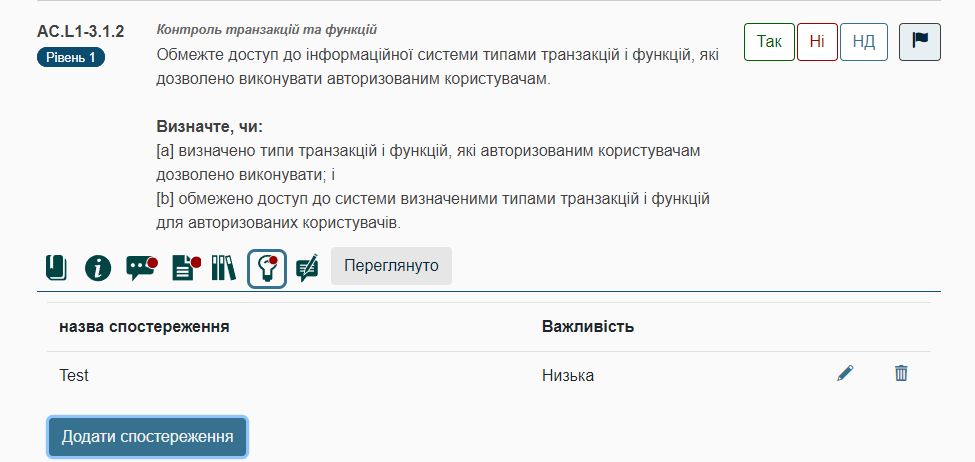 AC.L1-3.1.2
Рівень 1
Контроль транзакцій та функцій
Обмежте доступ до інформаційної системи типами транзакцій і функцій, які
дозволено виконувати авторизованим користувачам.
Так
Ні
НД
Визначте, чи:
[a] визначено типи транзакцій і функцій, які авторизованим користувачам
дозволено виконувати; і
[b] обмежено доступ до системи визначеними типами транзакцій і функцій
для авторизованих користувачів.
Переглянуто
назва спостереження Важливість
Test Низька
Додати спостереження